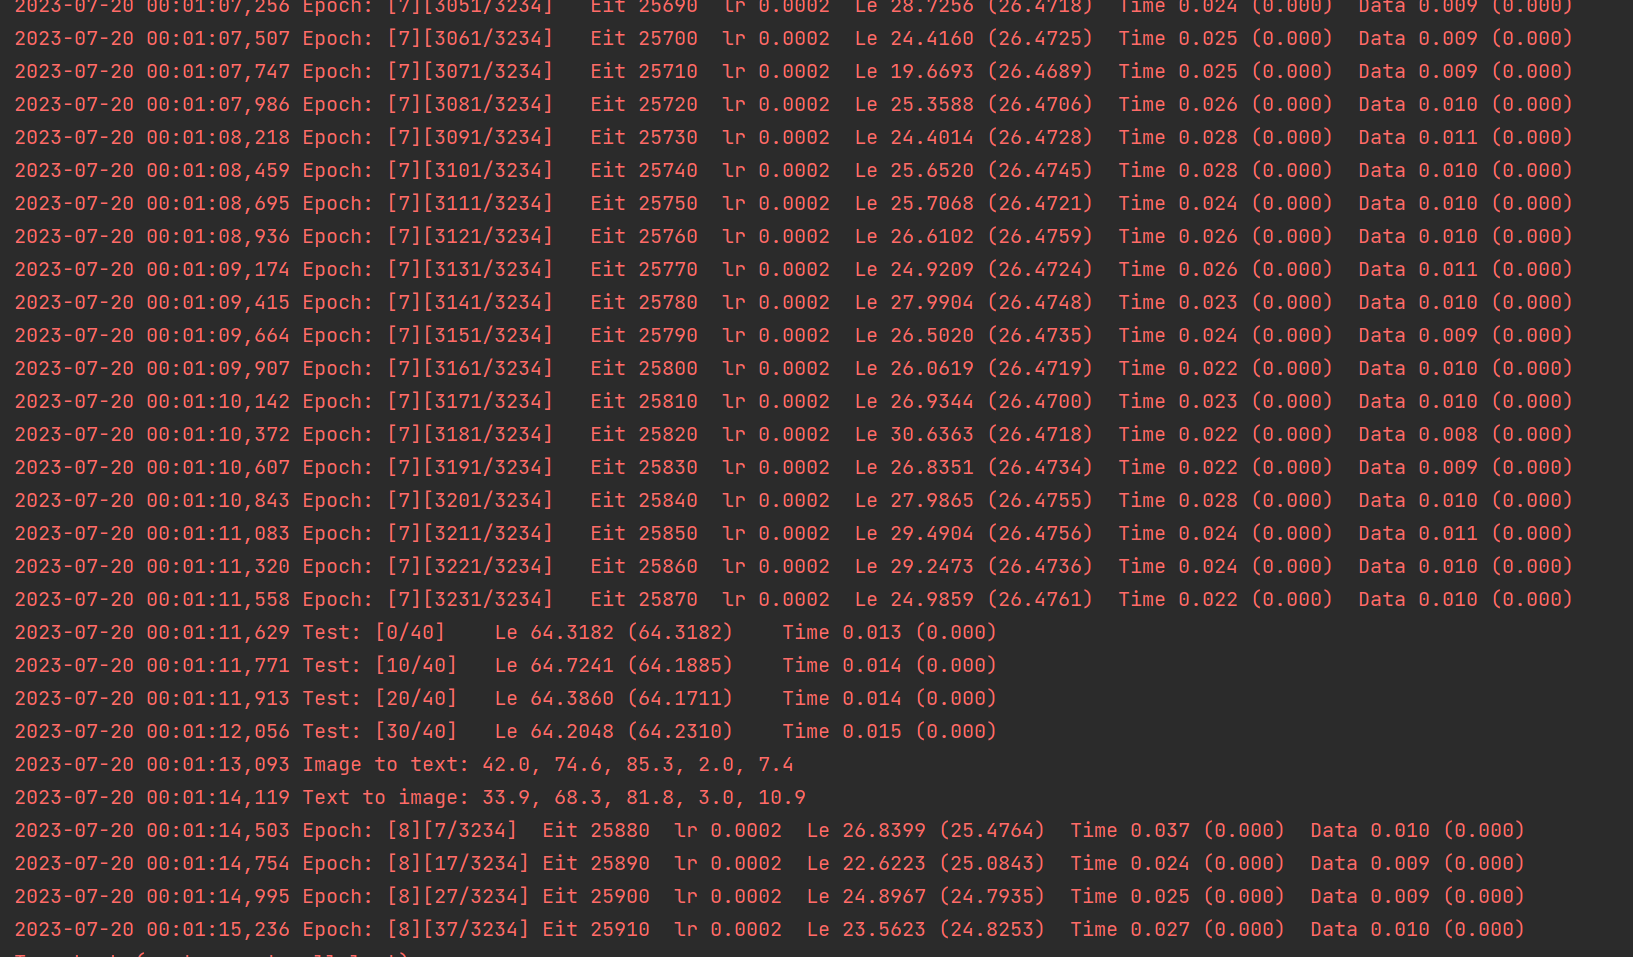 2023-07-20 00:01:07,256 Epoch: [7][3051/3234] Eit 25690 lr 0.0002 Le 28.7256 (26.4718) Time 0.024 (0.000) Data 0.009 (0.000)
2023-07-20 00:01:07,507 Epoch: [7][3061/3234] Eit 25700 lr 0.0002 Le 24.4160 (26.4725) Time 0.025 (0.000) Data 0.009 (0.000)
2023-07-20 00:01:07,747 Epoch: [7][3071/3234] Eit 25710 lr 0.0002 Le 19.6693 (26.4689) Time 0.025 (0.000) Data 0.009 (0.000)
2023-07-20 00:01:07,986 Epoch: [7][3081/3234] Eit 25720 lr 0.0002 Le 25.3588 (26.4706) Time 0.026 (0.000) Data 0.010 (0.000)
2023-07-20 00:01:08,218 Epoch: [7][3091/3234] Eit 25730 lr 0.0002 Le 24.4014 (26.4728) Time 0.028 (0.000) Data 0.011 (0.000)
2023-07-20 00:01:08,459 Epoch: [7][3101/3234] Eit 25740 lr 0.0002 Le 25.6520 (26.4745) Time 0.028 (0.000) Data 0.010 (0.000)
2023-07-20 00:01:08,695 Epoch: [7][3111/3234] Eit 25750 lr 0.0002 Le 25.7068 (26.4721) Time 0.024 (0.000) Data 0.010 (0.000)
2023-07-20 00:01:08,936 Epoch: [7][3121/3234] Eit 25760 lr 0.0002 Le 26.6102 (26.4759) Time 0.026 (0.000) Data 0.010 (0.000)
2023-07-20 00:01:09,174 Epoch: [7][3131/3234] Eit 25770 lr 0.0002 Le 24.9209 (26.4724) Time 0.026 (0.000) Data 0.011 (0.000)
2023-07-20 00:01:09,415 Epoch: [7][3141/3234] Eit 25780 lr 0.0002 Le 27.9904 (26.4748) Time 0.023 (0.000) Data 0.010 (0.000)
2023-07-20 00:01:09,664 Epoch: [7][3151/3234] Eit 25790 lr 0.0002 Le 26.5020 (26.4735) Time 0.024 (0.000) Data 0.009 (0.000)
2023-07-20 00:01:09,907 Epoch: [7][3161/3234] Eit 25800 lr 0.0002 Le 26.0619 (26.4719) Time 0.022 (0.000) Data 0.010 (0.000)
2023-07-20 00:01:10,142 Epoch: [7][3171/3234] Eit 25810 lr 0.0002 Le 26.9344 (26.4700) Time 0.023 (0.000) Data 0.010 (0.000)
2023-07-20 00:01:10,372 Epoch: [7][3181/3234] Eit 25820 lr 0.0002 Le 30.6363 (26.4718) Time 0.022 (0.000) Data 0.008 (0.000)
2023-07-20 00:01:10,607 Epoch: [7][3191/3234] Eit 25830 lr 0.0002 Le 26.8351 (26.4734) Time 0.022 (0.000) Data 0.009 (0.000)
2023-07-20 00:01:10,843 Epoch: [7][3201/3234] Eit 25840 lr 0.0002 Le 27.9865 (26.4755) Time 0.028 (0.000) Data 0.010 (0.000)
2023-07-20 00:01:11,083 Epoch: [7][3211/3234] Eit 25850 lr 0.0002 Le 29.4904 (26.4756) Time 0.024 (0.000) Data 0.011 (0.000)
2023-07-20 00:01:11,320 Epoch: [7][3221/3234] Eit 25860 lr 0.0002 Le 29.2473 (26.4736) Time 0.024 (0.000) Data 0.010 (0.000)
2023-07-20 00:01:11,558 Epoch: [7][3231/3234] Eit 25870 lr 0.0002 Le 24.9859 (26.4761) Time 0.022 (0.000) Data 0.010 (0.000)
2023-07-20 00:01:11,629 Test: [0/40] Le 64.3182 (64.3182) Time 0.013 (0.000)
2023-07-20 00:01:11,771 Test: [10/40] Le 64.7241 (64.1885) Time 0.014 (0.000)
2023-07-20 00:01:11,913 Test: [20/40] Le 64.3860 (64.1711) Time 0.014 (0.000)
2023-07-20 00:01:12,056 Test: [30/40] Le 64.2048 (64.2310) Time 0.015 (0.000)
2023-07-20 00:01:13,093 Image to text: 42.0, 74.6, 85.3, 2.0, 7.4
2023-07-20 00:01:14,119 Text to image: 33.9, 68.3, 81.8, 3.0, 10.9
2023-07-20 00:01:14,503 Epoch: [8][7/3234] Eit 25880 lr 0.0002 Le 26.8399 (25.4764) Time 0.037 (0.000) Data 0.010 (0.000)
2023-07-20 00:01:14,754 Epoch: [8][17/3234] Eit 25890 lr 0.0002 Le 22.6223 (25.0843) Time 0.024 (0.000) Data 0.009 (0.000)
2023-07-20 00:01:14,995 Epoch: [8][27/3234] Eit 25900 lr 0.0002 Le 24.8967 (24.7935) Time 0.025 (0.000) Data 0.009 (0.000)
2023-07-20 00:01:15,236 Epoch: [8][37/3234] Eit 25910 lr 0.0002 Le 23.5623 (24.8253) Time 0.027 (0.000) Data 0.010 (0.000)